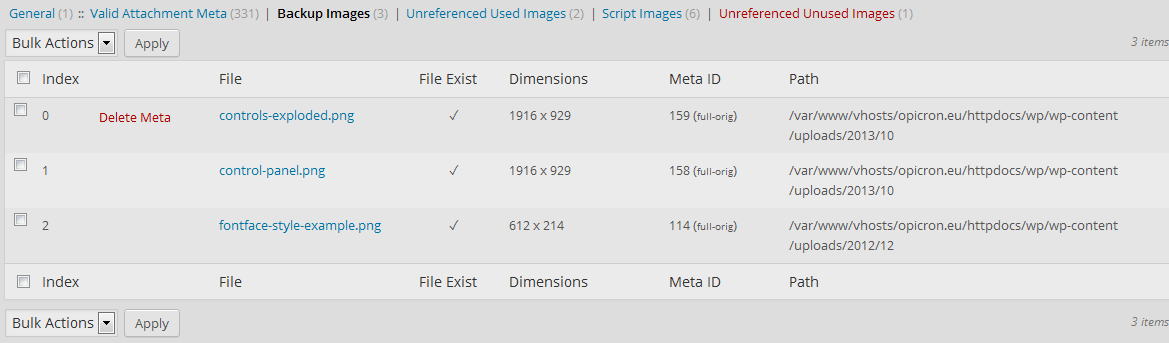 General (1) :: Valid Attachment Meta (331) | Backup Images (3) | Unreferenced Used Images (2) | Script Images (6) | Unreferenced Unused Images (1)
Bulk Actions Apply 3 items
Index File File Exist Dimensions Meta ID Path
0 Delete Meta controls-exploded.png ✓ 1916 x 929 159 (full-orig) /var/www/vhosts/opicron.eu/httpdocs/wp/wp-content
/uploads/2013/10
1 control-panel.png ✓ 1916 x 929 158 (full-orig) /var/www/vhosts/opicron.eu/httpdocs/wp/wp-content
/uploads/2013/10
2 fontface-style-example.png ✓ 612 x 214 114 (full-orig) /var/www/vhosts/opicron.eu/httpdocs/wp/wp-content
/uploads/2012/12
Index File File Exist Dimensions Meta ID Path
Bulk Actions Apply 3 items